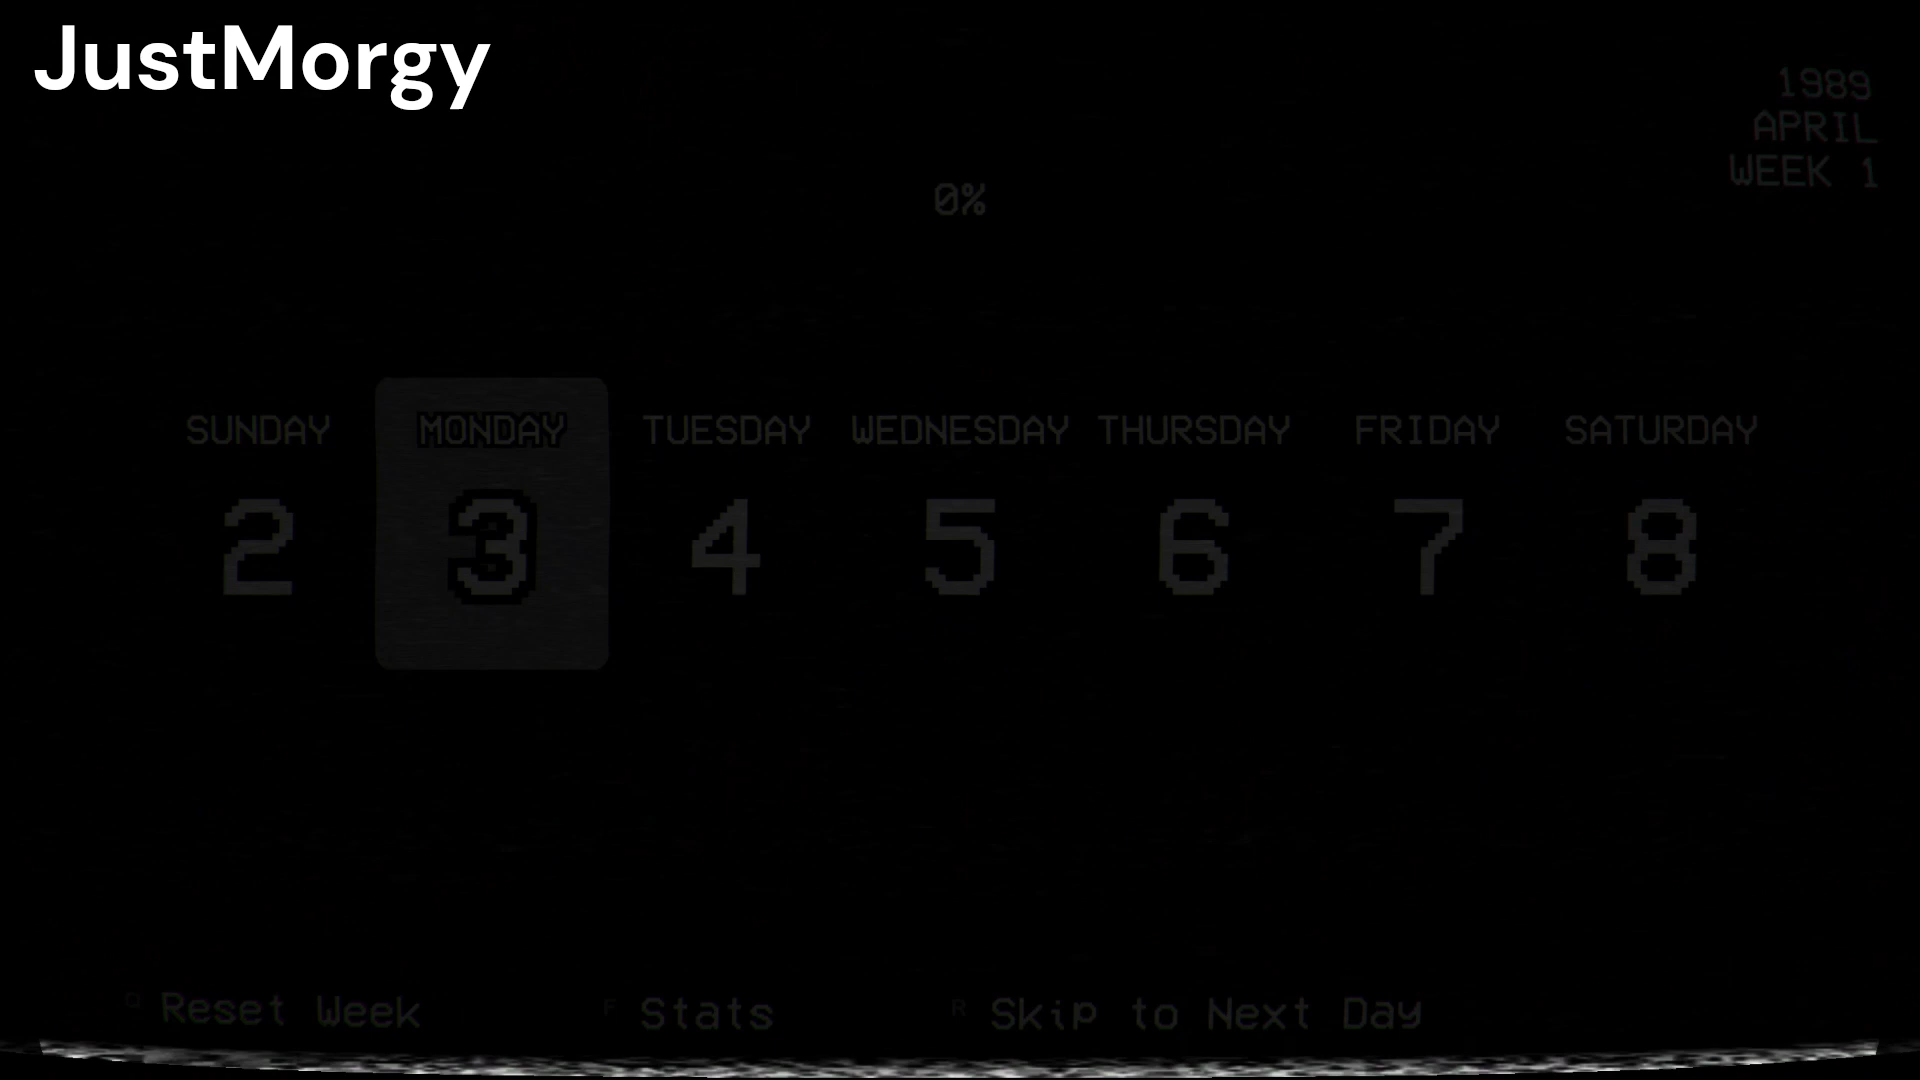 JustMorgy
1989
APRIL
WEEK 1
0%
SUNDAY MONDAY TUESDAY WEDNESDAY THURSDAY FRIDAY SATURDAY
2 3 4 5 6 7 8
Q Reset Week F Stats R Skip to Next Day